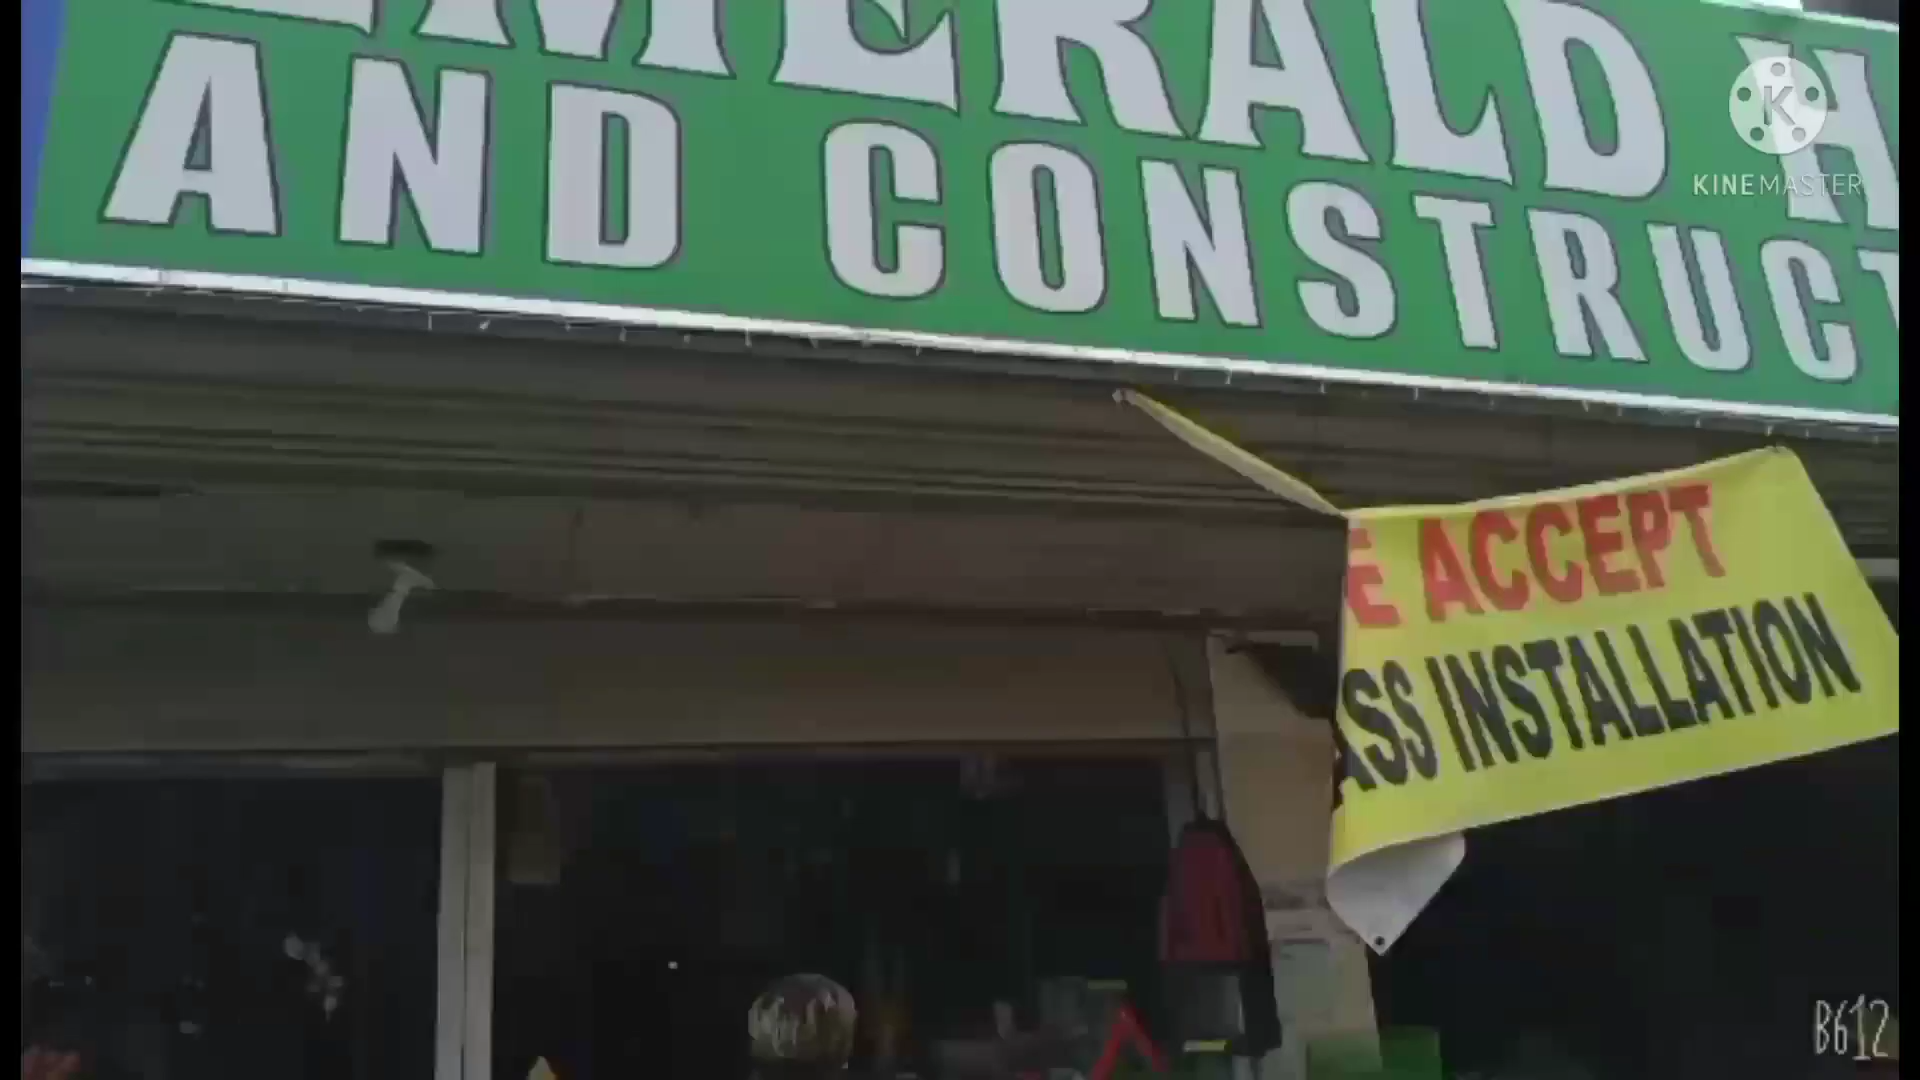 EMERALD H
AND CONSTRUCT
K
KINEMASTER
E ACCEPT
ASS INSTALLATION
B612